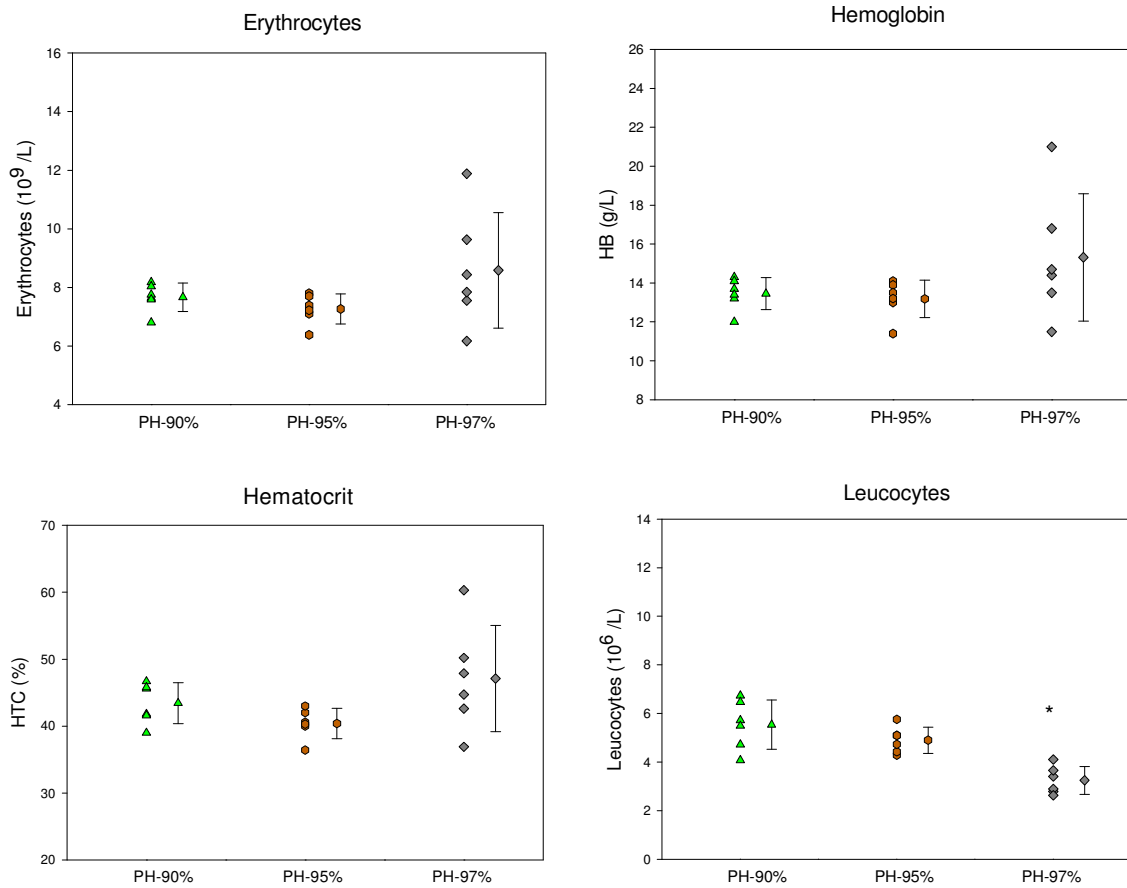 Erythrocytes
Erythrocytes (10⁹ /L)
16
14
12
10
8
6
4
PH-90% PH-95% PH-97%
Hemoglobin
HB (g/L)
26
24
22
20
18
16
14
12
10
8
PH-90% PH-95% PH-97%
Hematocrit
HTC (%)
70
60
50
40
30
20
PH-90% PH-95% PH-97%
Leucocytes
Leucocytes (10⁶ /L)
14
12
10
8
6
4
2
0
*
PH-90% PH-95% PH-97%